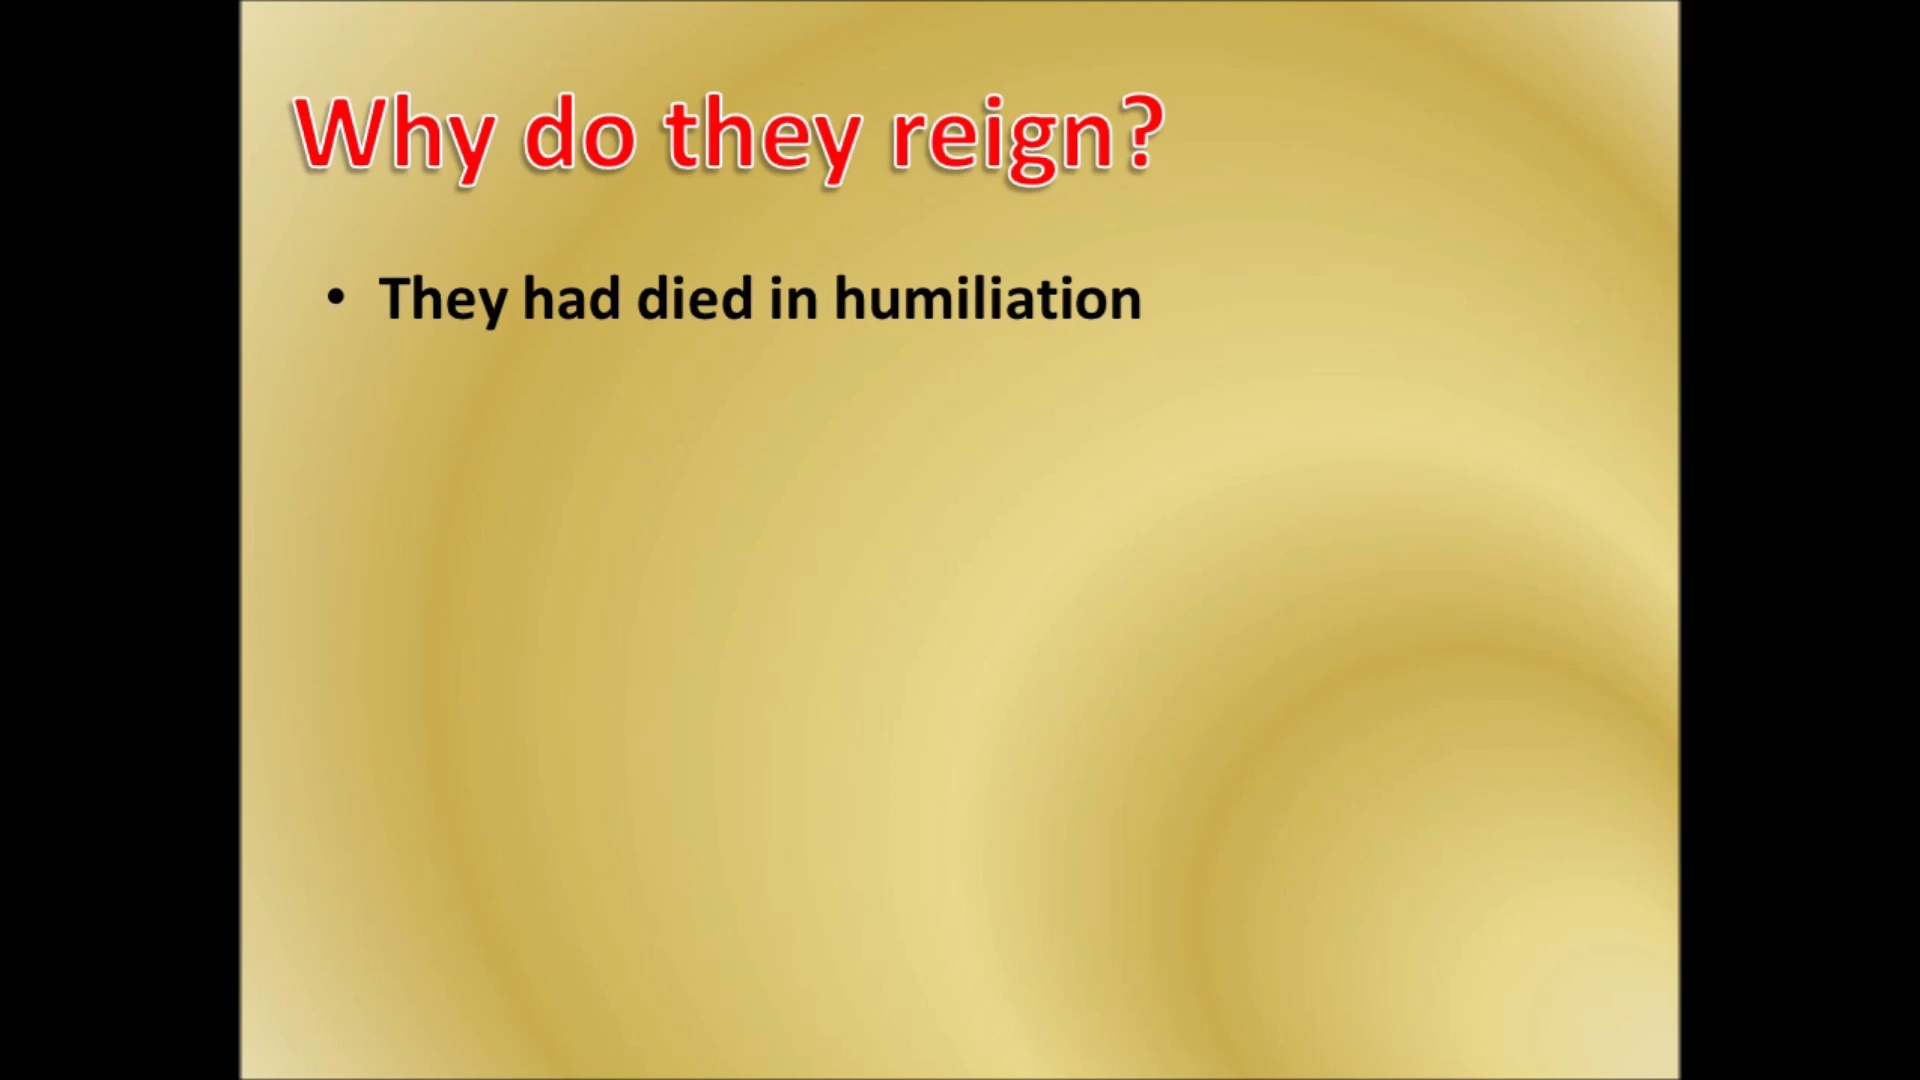 Why do they reign?
• They had died in humiliation